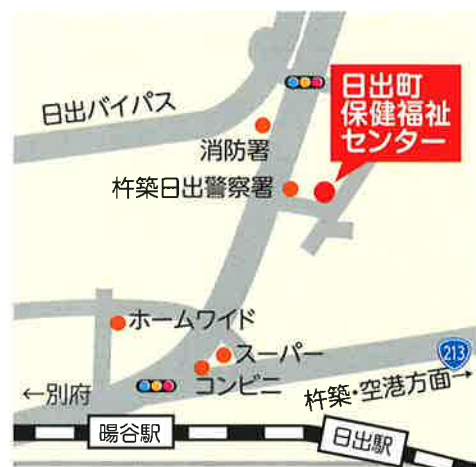 日出町
保健福祉
センター
日出バイパス
消防署
杵築日出警察署
ホームワイド
スーパー
コンビニ
213
←別府
杵築・空港方面→
暘谷駅
日出駅